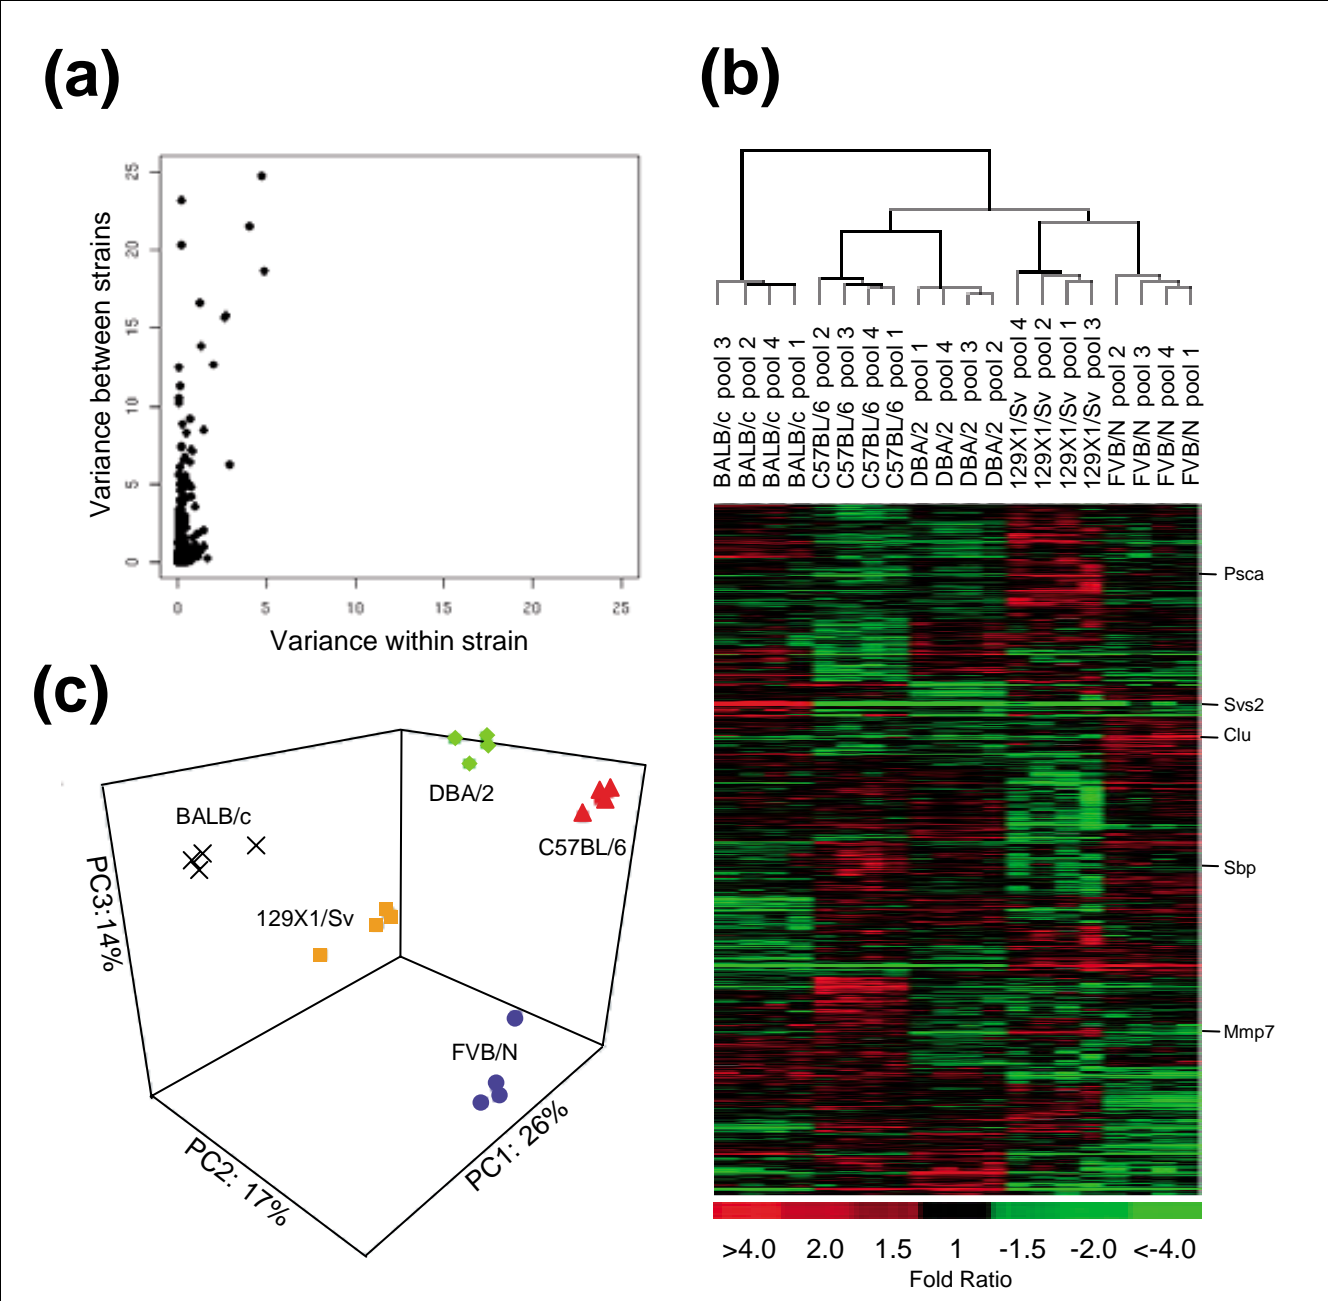 (a)
25
20
15
10
5
0
Variance between strains
0 5 10 15 20 25
Variance within strain
(b)
BALB/c pool 3
BALB/c pool 2
BALB/c pool 4
BALB/c pool 1
C57BL/6 pool 2
C57BL/6 pool 3
C57BL/6 pool 4
C57BL/6 pool 1
DBA/2 pool 1
DBA/2 pool 4
DBA/2 pool 3
DBA/2 pool 2
129X1/Sv pool 4
129X1/Sv pool 2
129X1/Sv pool 1
129X1/Sv pool 3
FVB/N pool 2
FVB/N pool 3
FVB/N pool 4
FVB/N pool 1
Psca
Svs2
Clu
Sbp
Mmp7
>4.0 2.0 1.5 1 -1.5 -2.0 <-4.0
Fold Ratio
(c)
DBA/2
BALB/c
C57BL/6
129X1/Sv
FVB/N
PC3:14%
PC2: 17%
PC1: 26%